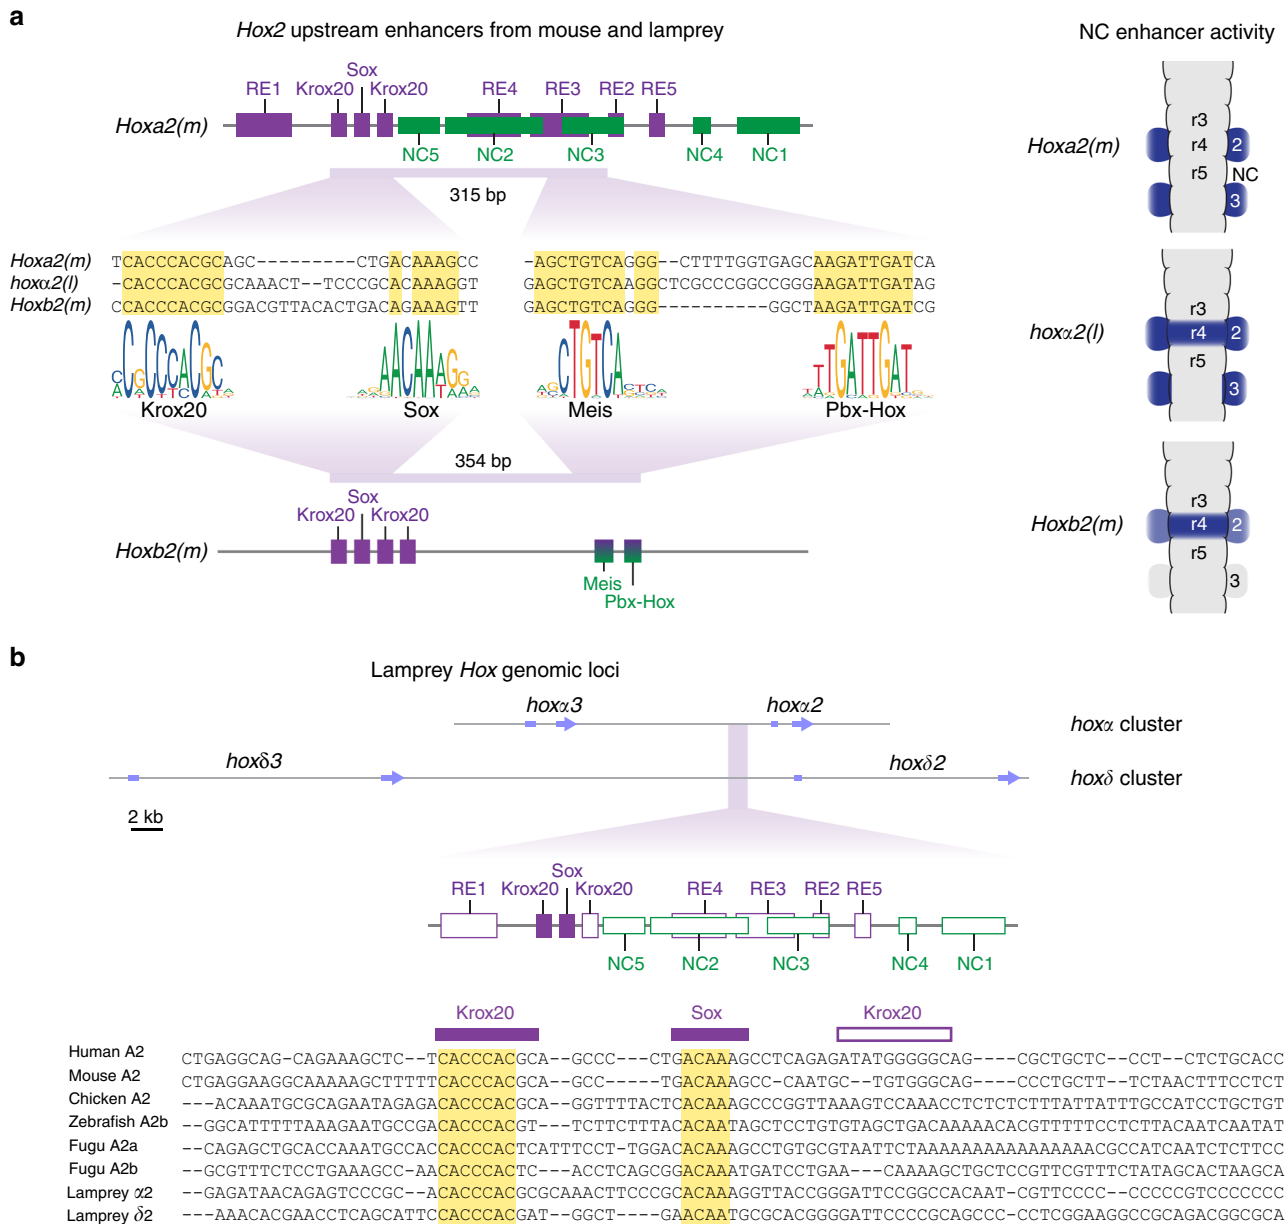 a
Hox2 upstream enhancers from mouse and lamprey
NC enhancer activity
Sox
RE1 Krox20 Krox20 RE4 RE3 RE2 RE5
Hoxa2(m)
NC5 NC2 NC3 NC4 NC1
315 bp
Hoxa2(m) TCACCCACGCAGC---------CTGACAAAGCC -AGCTGTCAGGG--CTTTTGGTGAGCAAGATTGATCA
hoxα2(l) -CACCCACGCGCAAACT--TCCCGCACAAAGGT GAGCTGTCAAGGCTCGCCCGGCCGGGAAGATTGATAG
Hoxb2(m) CCACCCACGCGGACGTTACACTGACAGAAAGTT GAGCTGTCAGGG---------GGCTAAGATTGATCG
Krox20 Sox Meis Pbx-Hox
354 bp
Sox
Krox20 Krox20
Hoxb2(m)
Meis
Pbx-Hox
r3
Hoxa2(m) r4 2
r5 NC
3
r3
hoxα2(l) r4 2
r5
3
r3
Hoxb2(m) r4 2
r5
3
b
Lamprey Hox genomic loci
hoxα3 hoxα2
hoxα cluster
hoxδ3 hoxδ2
hoxδ cluster
2 kb
Sox
RE1 Krox20 Krox20 RE4 RE3 RE2 RE5
NC5 NC2 NC3 NC4 NC1
Krox20 Sox Krox20
Human A2 CTGAGGCAG-CAGAAAGCTC--TCACCCACGCA--GCCC---CTGACAAAGCCTCAGAGATATGGGGGCAG----CGCTGCTC--CCT--CTCTGCACC
Mouse A2 CTGAGGAAGGCAAAAAGCTTTTTCACCCACGCA--GCC-----TGACAAAGCC-CAATGC--TGTGGGCAG----CCCTGCTT--TCTAACTTTCCTCT
Chicken A2 ---ACAAATGCGCAGAATAGAGACACCCACGCA--GGTTTTACTCACAAAGCCCGGTTAAAGTCCAAACCTCTCTCTTTATTATTTGCCATCCTGCTGT
Zebrafish A2b --GGCATTTTTAAAGAATGCCGACACCCACGT---TCTTCTTTACACAATAGCTCCTGTGTAGCTGACAAAAACACGTTTTTCCTCTTACAATCAATAT
Fugu A2a --CAGAGCTGCACCAAATGCCACCACCCACTCATTTCCT-TGGACACAAAGCCTGTGCGTAATTCTAAAAAAAAAAAAAAAAAACGCCATCAATCTCTTCC
Fugu A2b --GCGTTTCTCCTGAAAGCC-AACACCCACTC---ACCTCAGCGGACAAATGATCCTGAA---CAAAAGCTGCTCCGTTCGTTTCTATAGCACTAAGCA
Lamprey α2 --GAGATAACAGAGTCCCGC--ACACCCACGCGCAAACTTCCCGCACAAAGGTTACCGGGATTCCGGCCACAAT-CGTTCCCC--CCCCCGTCCCCCCC
Lamprey δ2 ---AAACACGAACCTCAGCATTCCACCCACGAT--GGCT---GAACAATGCGCACGGGGATTCCCCGCAGCCC-CCTCGGAAGGCCGCAGACGGCGCA